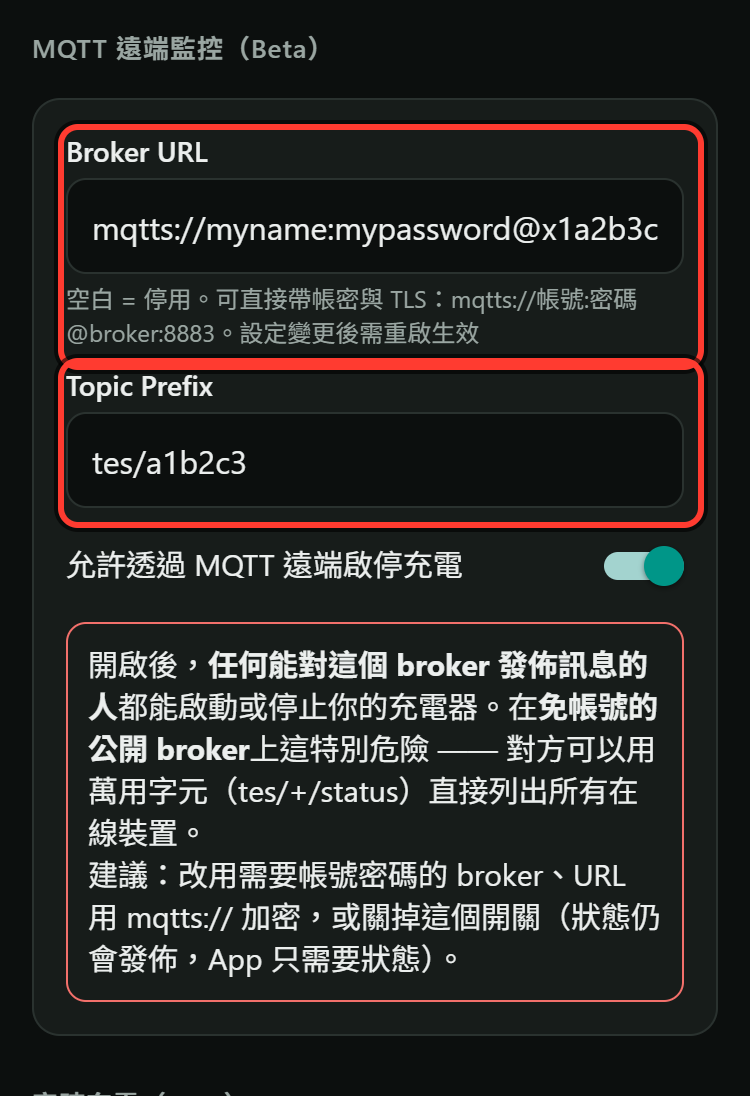 MQTT 遠端監控（Beta）
Broker URL
mqtts://myname:mypassword@x1a2b3c
空白 = 停用。可直接帶帳密與 TLS：mqtts://帳號:密碼
@broker:8883。設定變更後需重啟生效
Topic Prefix
tes/a1b2c3
允許透過 MQTT 遠端啟停充電
開啟後，任何能對這個 broker 發佈訊息的
人都能啟動或停止你的充電器。在免帳號的
公開 broker上這特別危險 —— 對方可以用
萬用字元（tes/+/status）直接列出所有在
線裝置。
建議：改用需要帳號密碼的 broker、URL
用 mqtts:// 加密，或關掉這個開關（狀態仍
會發佈，App 只需要狀態）。